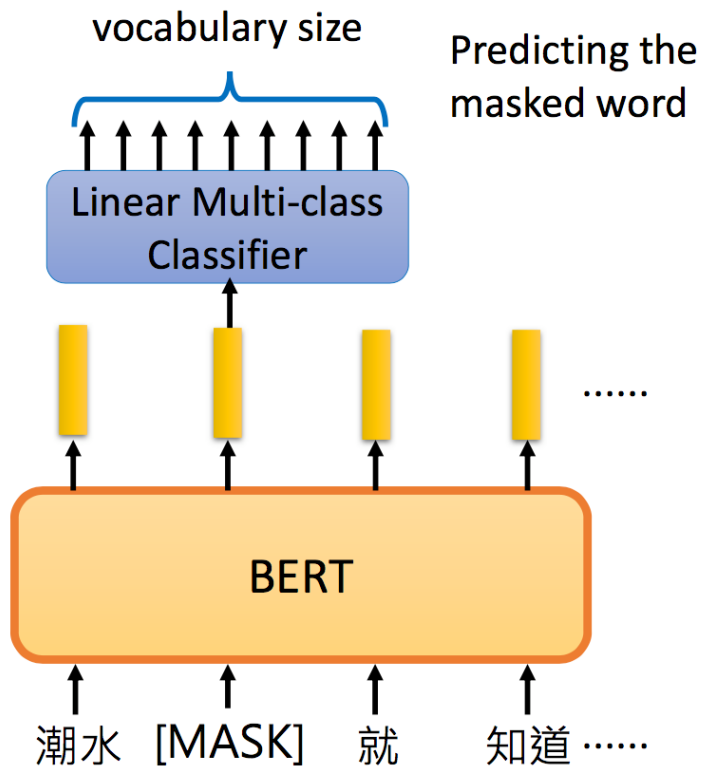 vocabulary size
Predicting the
masked word
Linear Multi-class
Classifier
......
BERT
潮水 [MASK] 就 知道 ......